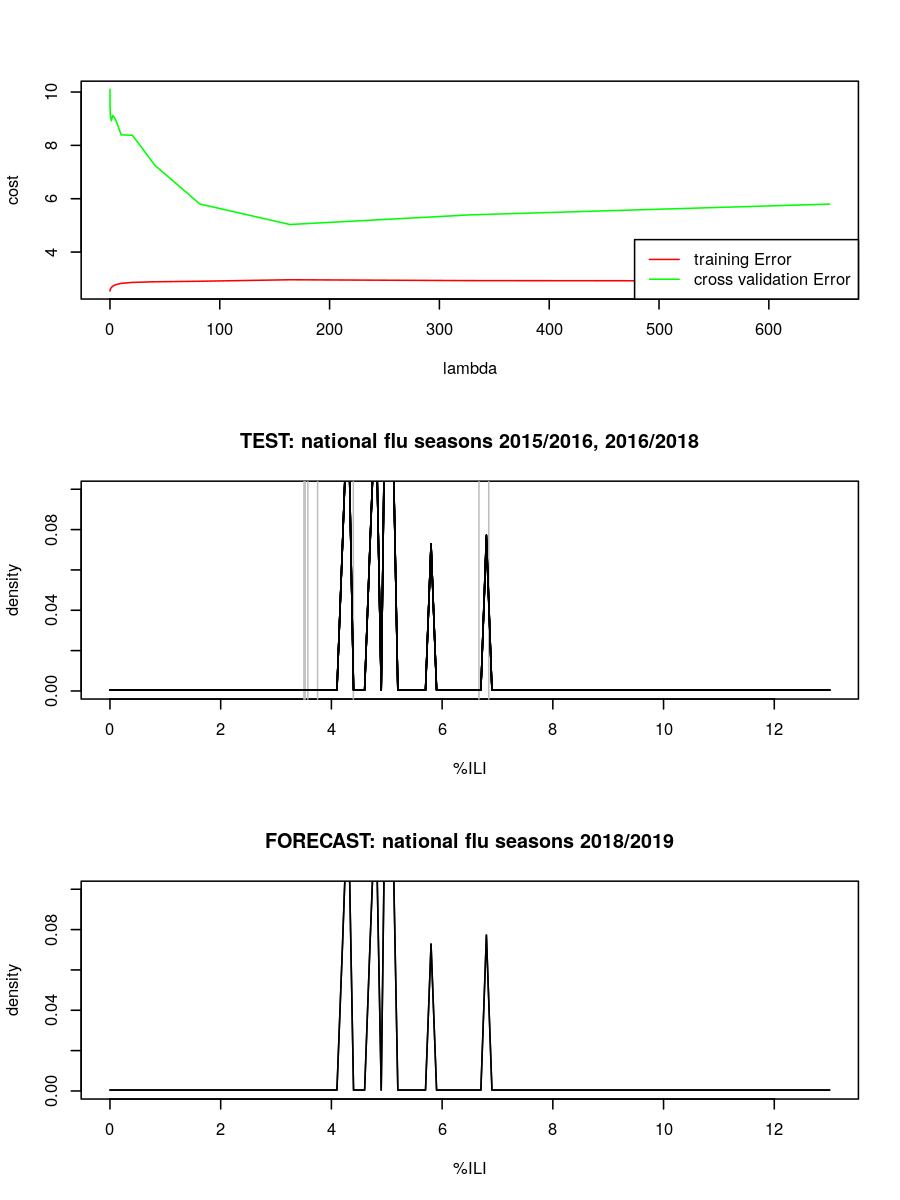 10
8
6
4
cost
training Error
cross validation Error
0 100 200 300 400 500 600
lambda
TEST: national flu seasons 2015/2016, 2016/2018
0.08
0.04
0.00
density
0 2 4 6 8 10 12
%ILI
FORECAST: national flu seasons 2018/2019
0.08
0.04
0.00
density
0 2 4 6 8 10 12
%ILI